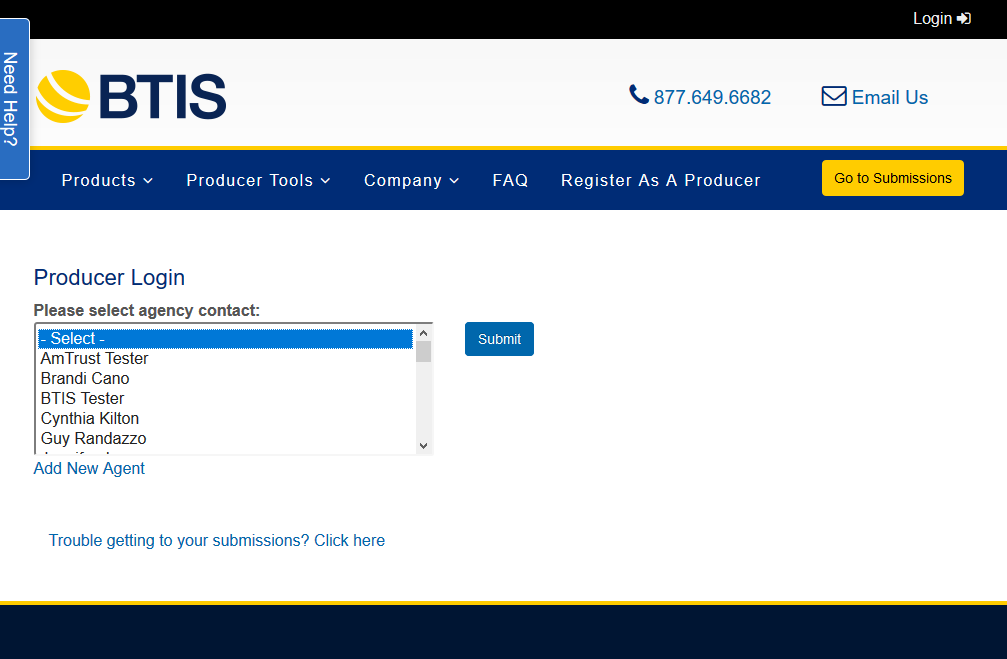 Login
Need Help?
BTIS
877.649.6682
Email Us
Products
Producer Tools
Company
FAQ
Register As A Producer
Go to Submissions
Producer Login
Please select agency contact:
- Select -
AmTrust Tester
Brandi Cano
BTIS Tester
Cynthia Kilton
Guy Randazzo
Submit
Add New Agent
Trouble getting to your submissions? Click here